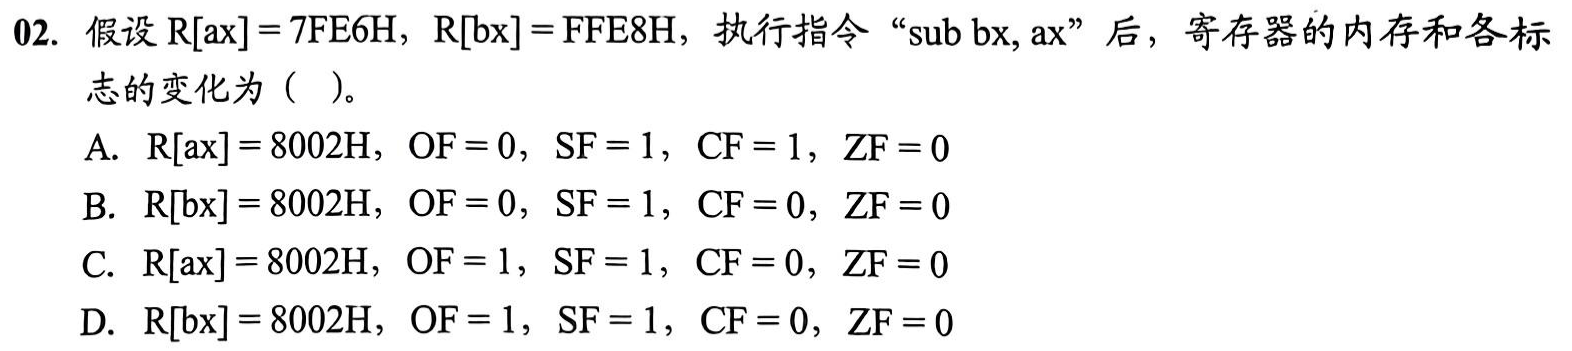 02. 假设 R[ax] = 7FE6H，R[bx] = FFE8H，执行指令 “sub bx, ax” 后，寄存器的内存和各标
志的变化为（ ）。
A. R[ax] = 8002H，OF = 0，SF = 1，CF = 1，ZF = 0
B. R[bx] = 8002H，OF = 0，SF = 1，CF = 0，ZF = 0
C. R[ax] = 8002H，OF = 1，SF = 1，CF = 0，ZF = 0
D. R[bx] = 8002H，OF = 1，SF = 1，CF = 0，ZF = 0